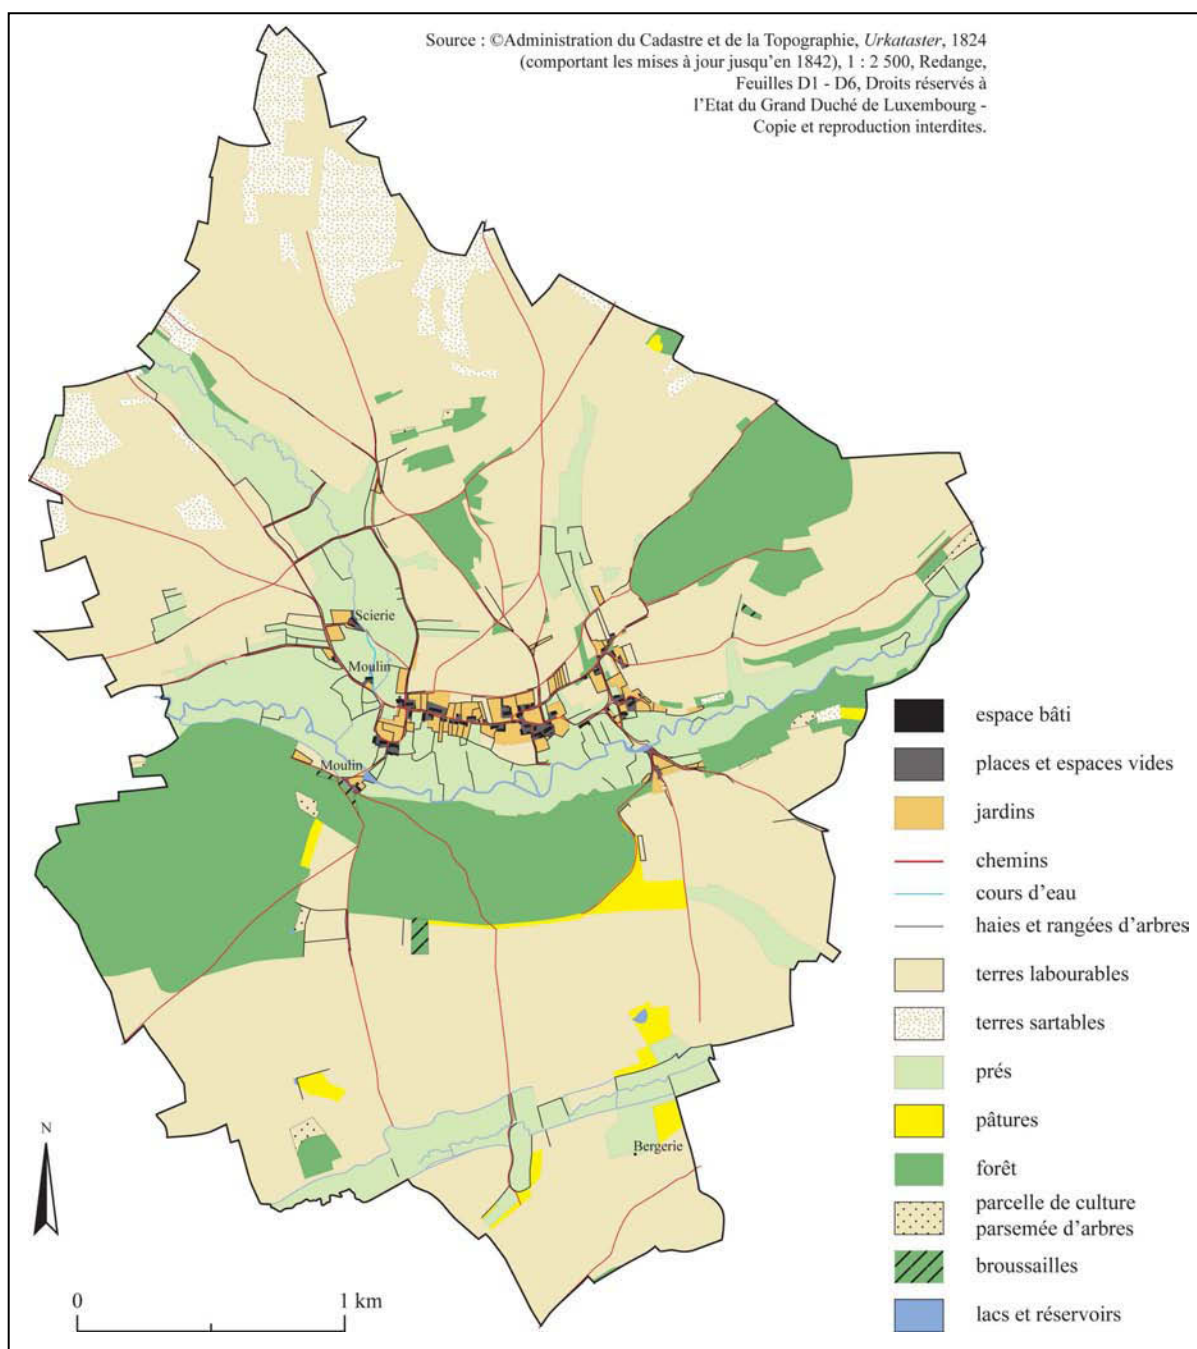 Source : ©Administration du Cadastre et de la Topographie, Urkataster, 1824
(comportant les mises à jour jusqu'en 1842), 1 : 2 500, Redange,
Feuilles D1 - D6, Droits réservés à
l'Etat du Grand Duché de Luxembourg -
Copie et reproduction interdites.
Scierie
Moulin
Moulin
Bergerie
espace bâti
places et espaces vides
jardins
chemins
cours d'eau
haies et rangées d'arbres
terres labourables
terres sartables
prés
pâtures
forêt
parcelle de culture
parsemée d'arbres
broussailles
lacs et réservoirs
N
0 1 km